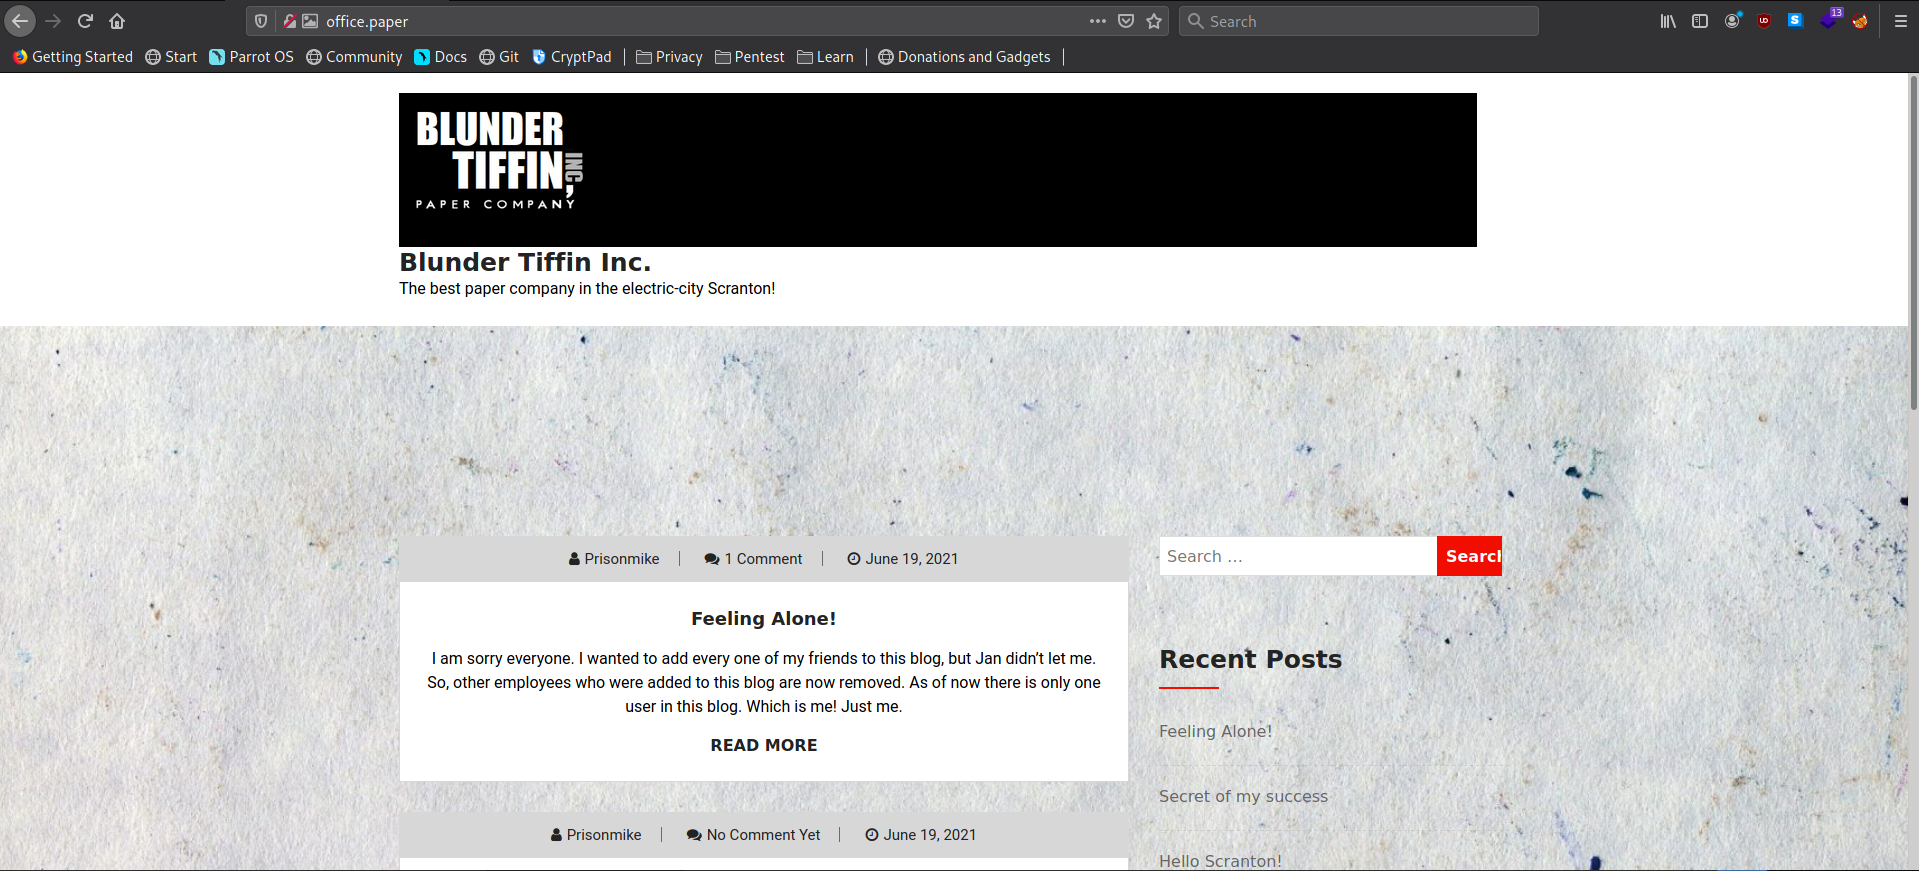 office.paper
Search
13
Getting Started
Start
Parrot OS
Community
Docs
Git
CryptPad
Privacy
Pentest
Learn
Donations and Gadgets
BLUNDER
TIFFIN, INC
PAPER COMPANY
Blunder Tiffin Inc.
The best paper company in the electric-city Scranton!
Prisonmike
1 Comment
June 19, 2021
Feeling Alone!
I am sorry everyone. I wanted to add every one of my friends to this blog, but Jan didn’t let me.
So, other employees who were added to this blog are now removed. As of now there is only one
user in this blog. Which is me! Just me.
READ MORE
Prisonmike
No Comment Yet
June 19, 2021
Search …
Search
Recent Posts
Feeling Alone!
Secret of my success
Hello Scranton!